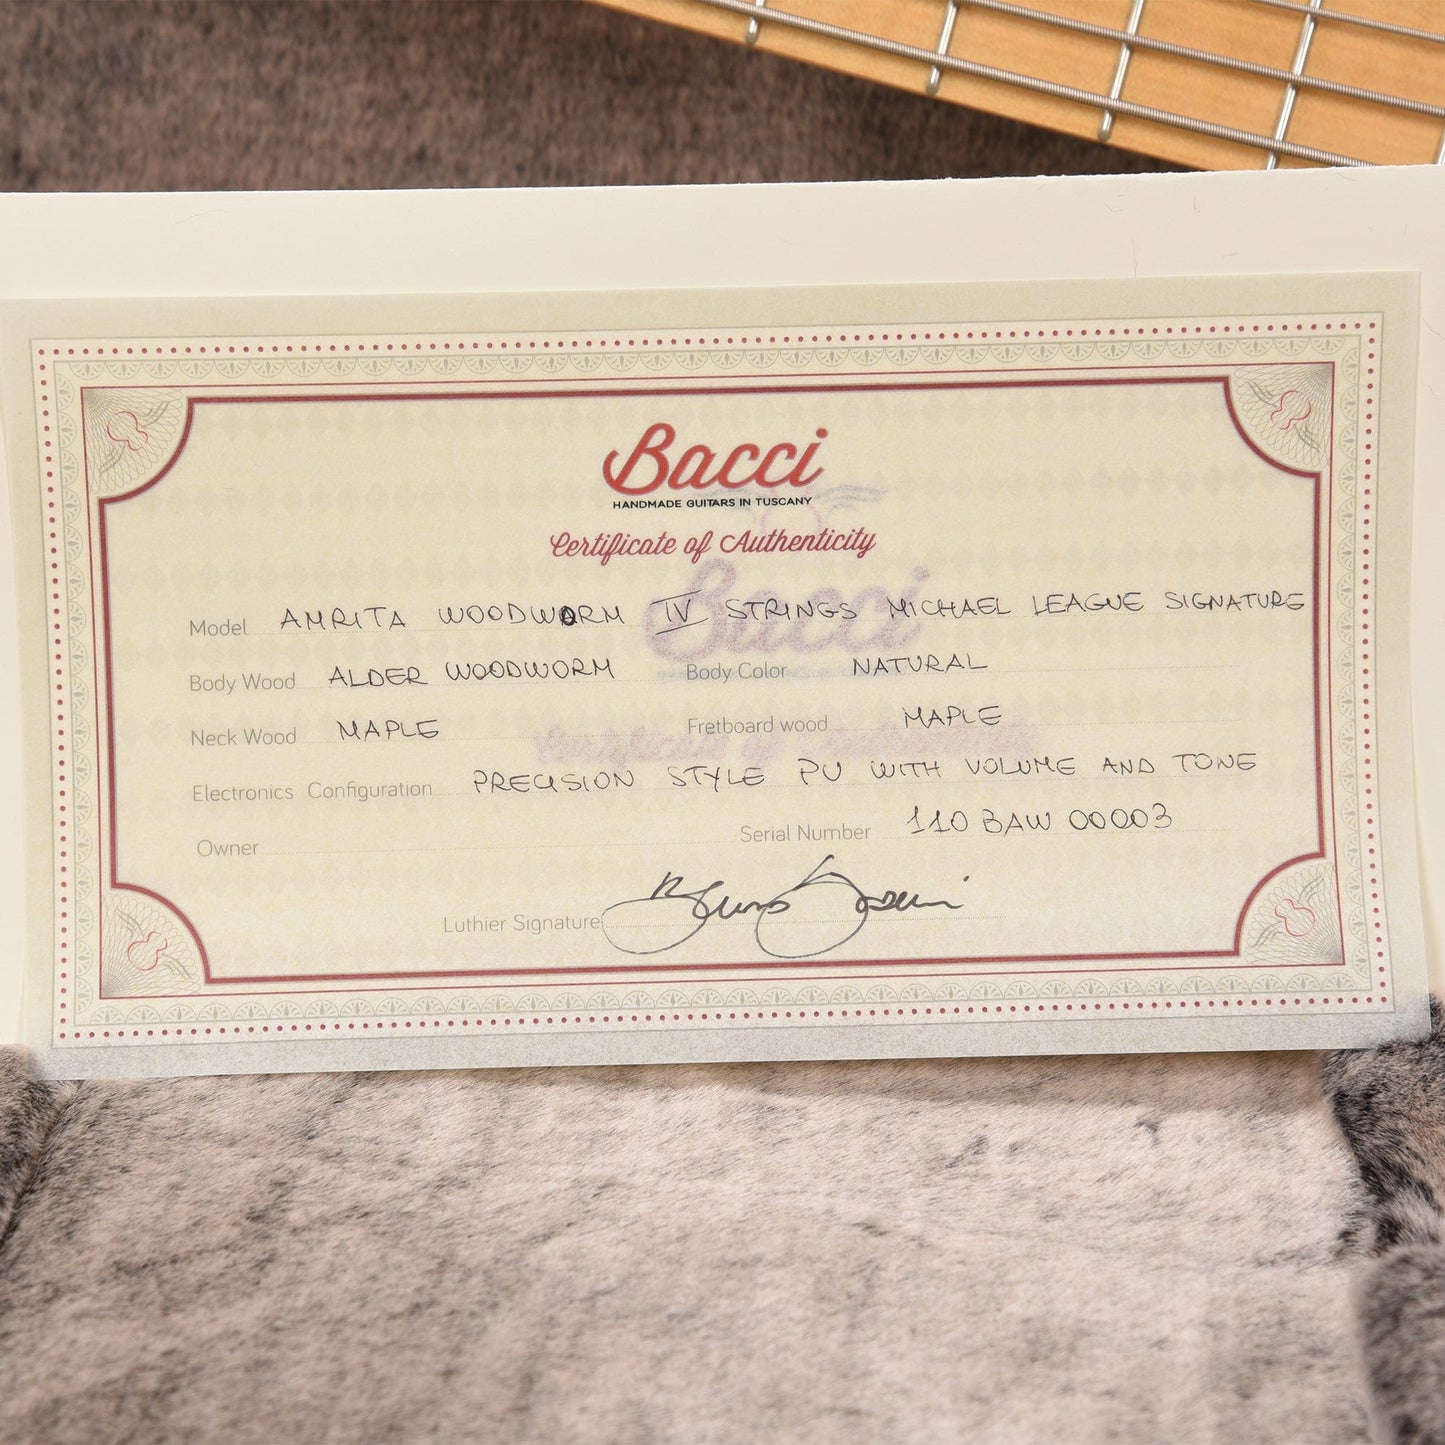 Bacci
HANDMADE GUITARS IN TUSCANY
Certificate of Authenticity
Model AMRITA WOODWORM IV STRINGS MICHAEL LEAGUE SIGNATURE
Body Wood ALDER WOODWORM Body Color NATURAL
Neck Wood MAPLE Fretboard wood MAPLE
Electronics Configuration PRECISION STYLE PU WITH VOLUME AND TONE
Owner Serial Number 110 BAW 00003
Luthier Signature